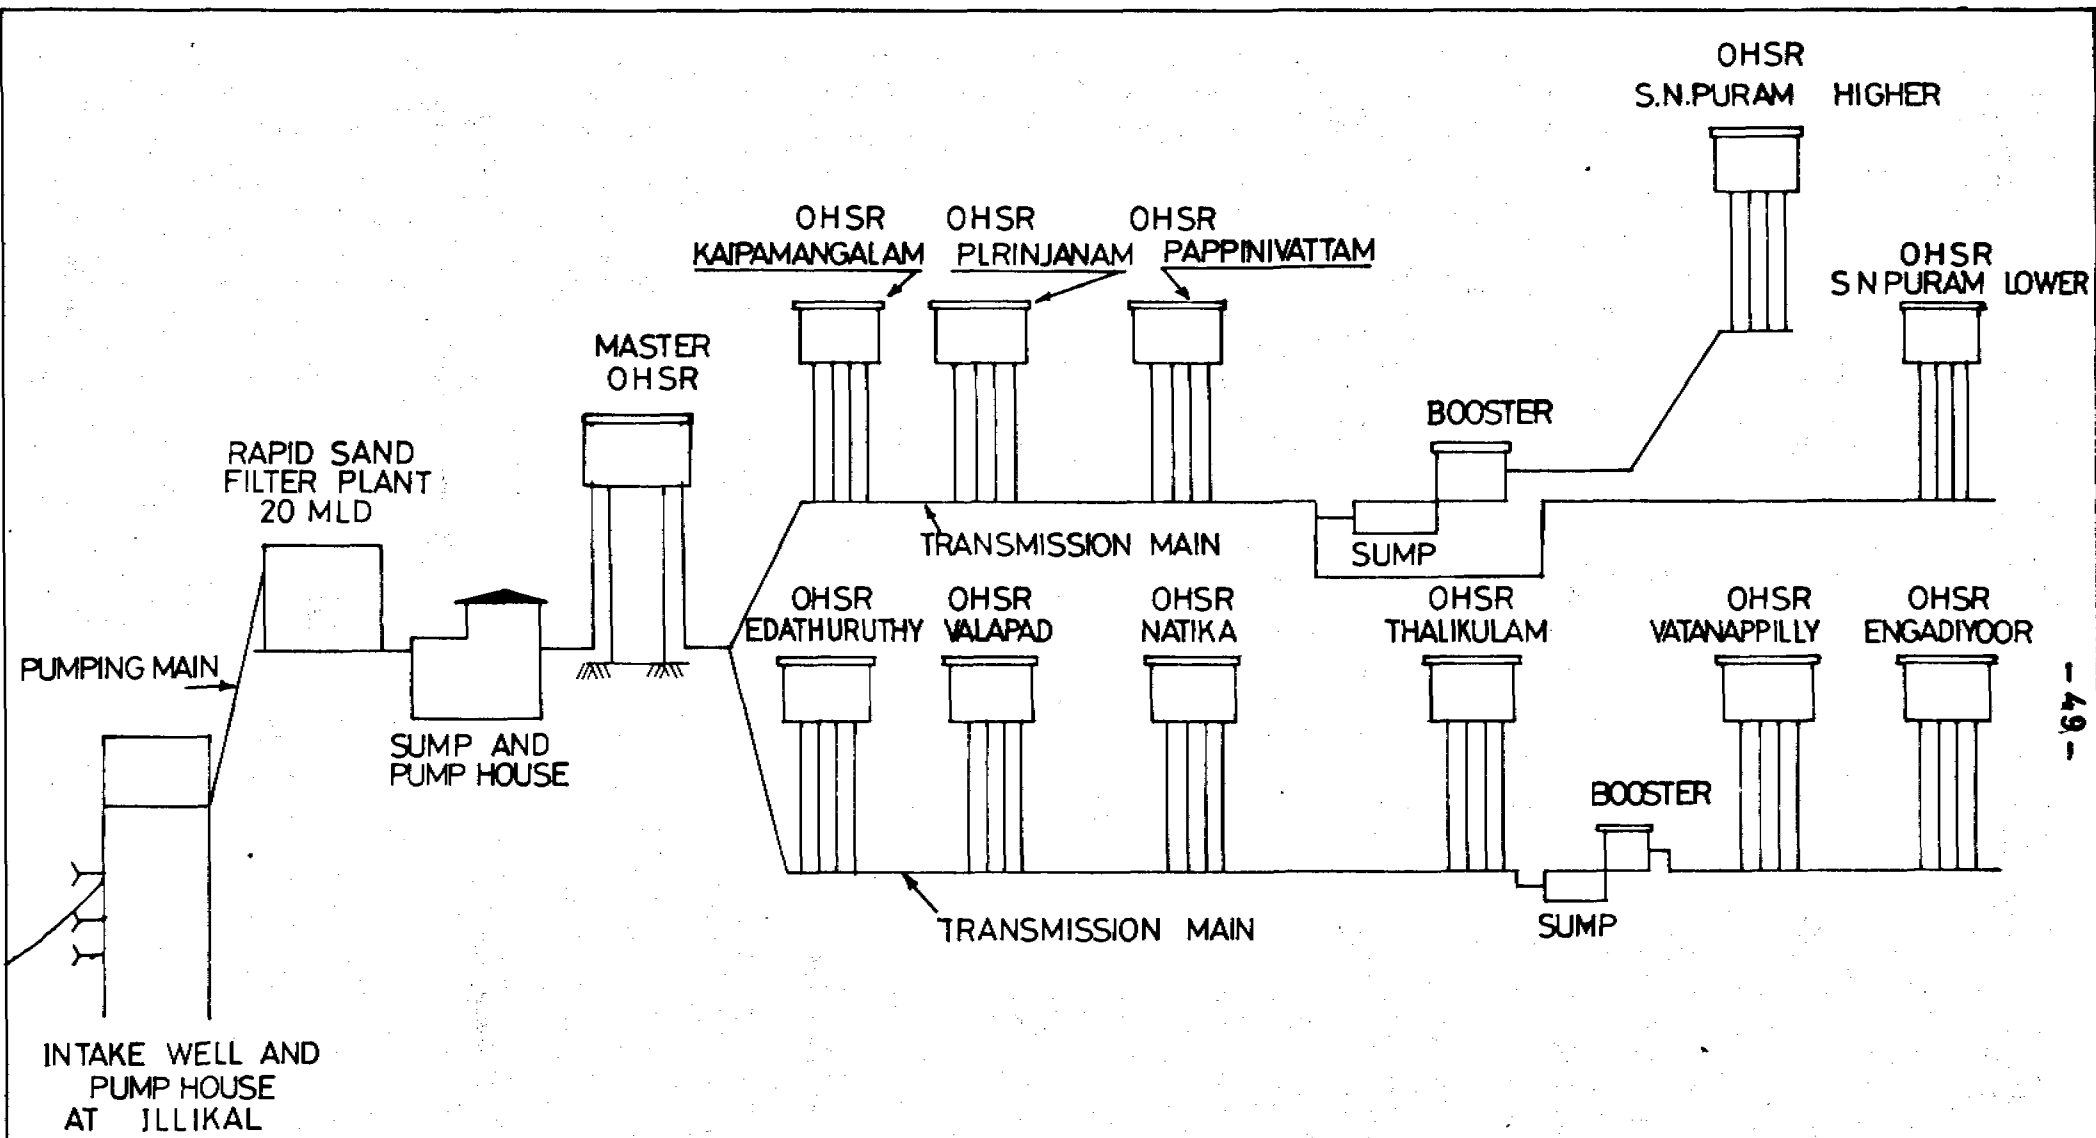 OHSR
S.N.PURAM HIGHER
OHSR
KAIPAMANGALAM
OHSR
PLRINJANAM
OHSR
PAPPINIVATTAM
OHSR
S N PURAM LOWER
MASTER
OHSR
BOOSTER
RAPID SAND
FILTER PLANT
20 MLD
TRANSMISSION MAIN
SUMP
PUMPING MAIN
SUMP AND
PUMP HOUSE
OHSR
EDATHURUTHY
OHSR
VALAPAD
OHSR
NATIKA
OHSR
THALIKULAM
OHSR
VATANAPPILLY
OHSR
ENGADIYOOR
BOOSTER
TRANSMISSION MAIN
SUMP
INTAKE WELL AND
PUMP HOUSE
AT ILLIKAL
- 49 -